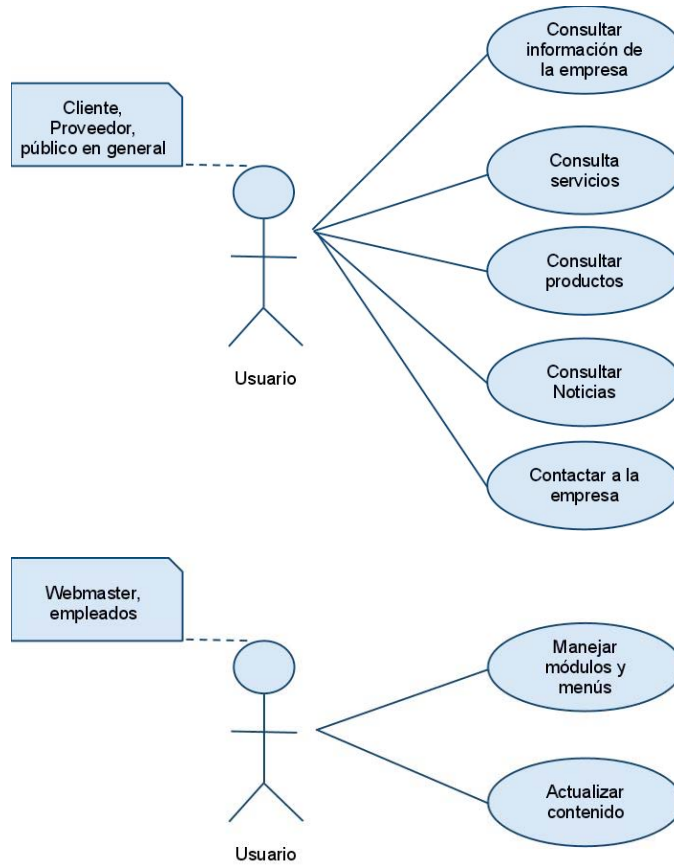 Consultar
información de
la empresa
Cliente,
Proveedor,
público en general
Consulta
servicios
Consultar
productos
Usuario
Consultar
Noticias
Contactar a la
empresa
Webmaster,
empleados
Manejar
módulos y
menús
Actualizar
contenido
Usuario